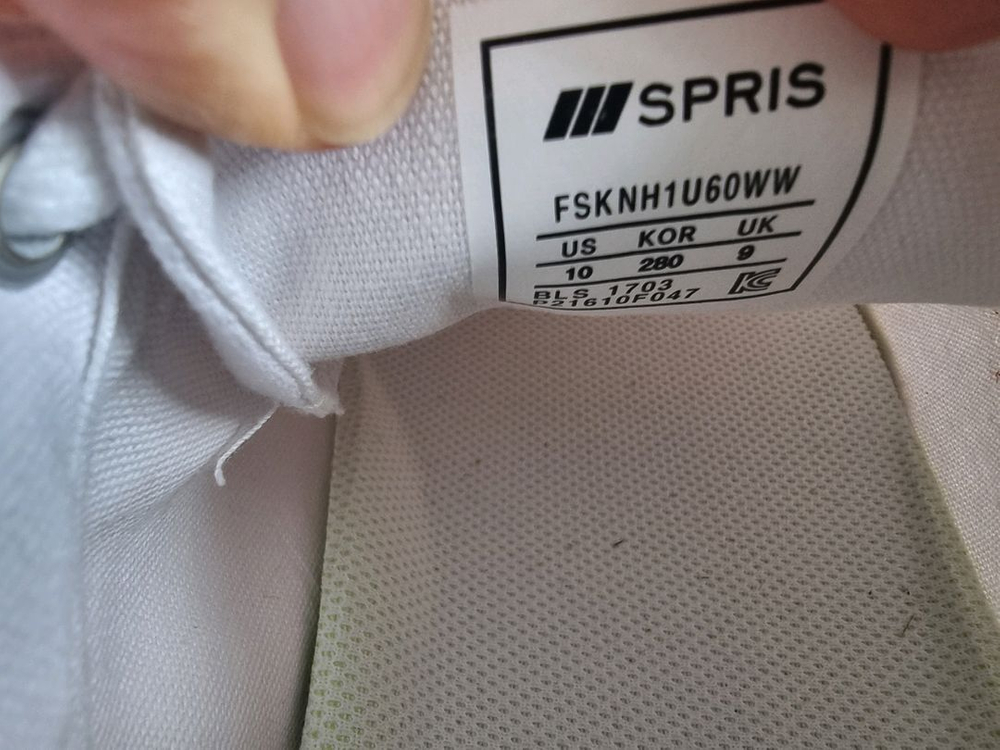 SPRIS
FSKNH1U60WW
US KOR UK
10 280 9
BLS 1703
P21610F047